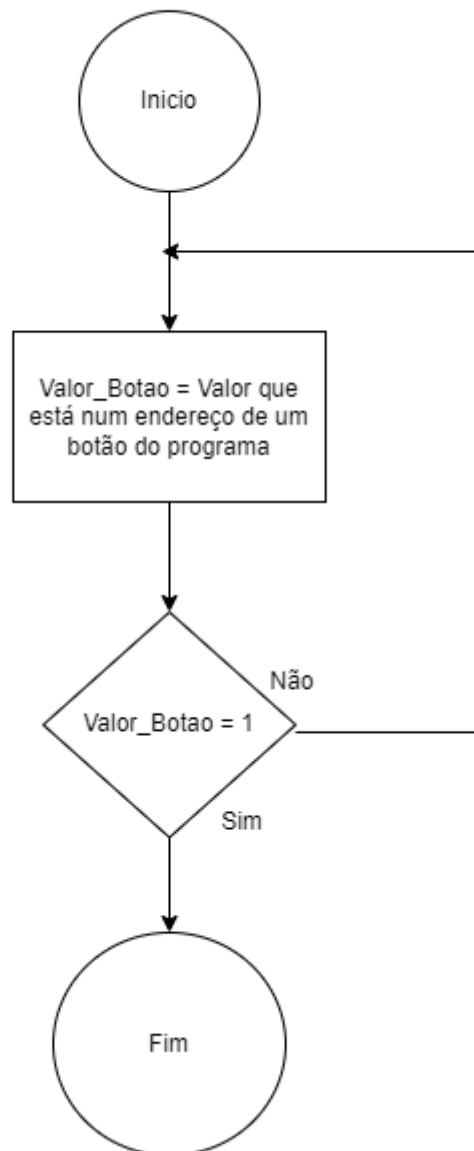 Inicio
Valor_Botao = Valor que
está num endereço de um
botão do programa
Não
Valor_Botao = 1
Sim
Fim